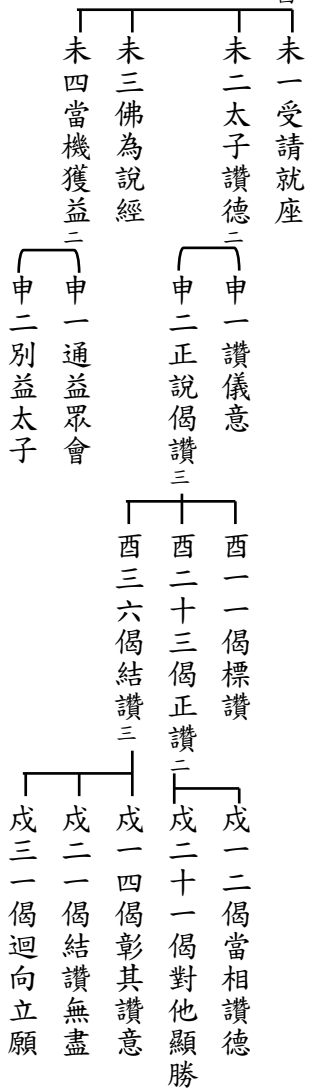 未一受請就座
未二太子讚德二
未三佛為說經
未四當機獲益二
申一讚儀意
申二正說偈讚三
申一通益眾會
申二別益太子
酉一一偈標讚
酉二十三偈正讚二
酉三六偈結讚三
戍一二偈當相讚德
戍二十一偈對他顯勝
戍一四偈彰其讚意
戍二一偈結讚無盡
戍三一偈迴向立願